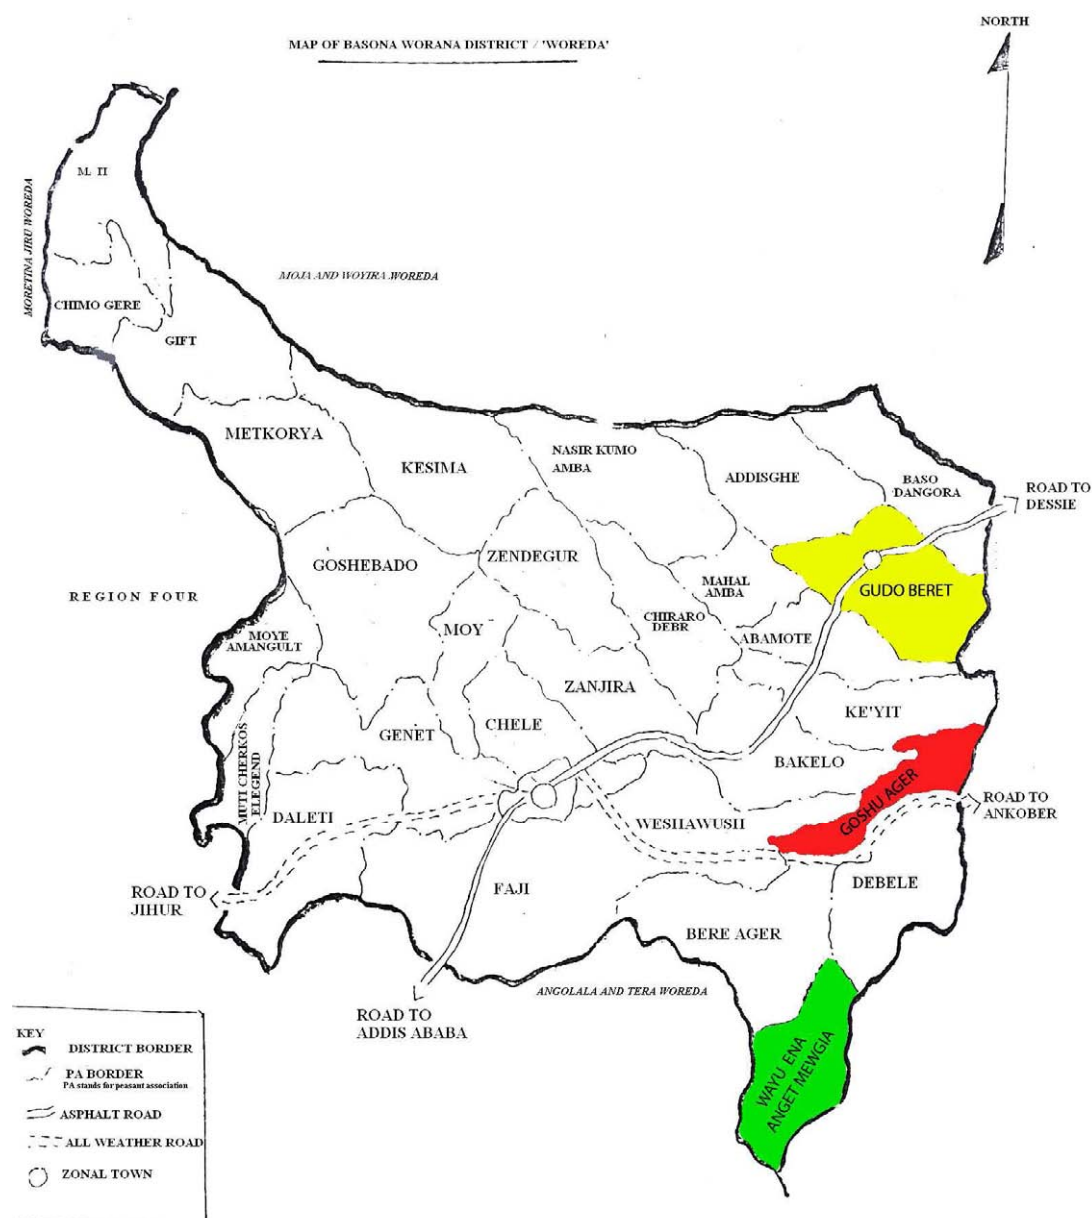 NORTH
MAP OF BASONA WORANA DISTRICT / 'WOREDA'
M. II
MORETINA JIRU WOREDA
MOJA AND WOYIRA WOREDA
CHIMO GERE
GIFT
METKORYA
KESIMA
NASIR KUMO
AMBA
ADDISGHE
BASO
DANGORA
ROAD TO
DESSIE
GOSHEBADO
ZENDEGUR
MAHAL
AMBA
GUDO BERET
REGION FOUR
MOYE
AMANGULT
MOY
CHIRARO
DEBR
ABAMOTE
ZANJIRA
KE'YIT
GENET
CHELE
BAKELO
MUTI CHERKOS
ELEGEND
DALETI
WESHAWUSH
GOSHU AGER
ROAD TO
ANKOBER
ROAD TO
JIHUR
FAJI
DEBELE
BERE AGER
ANGOLALA AND TERA WOREDA
ROAD TO
ADDIS ABABA
WAYU ENA
ANGET MEWGIA
KEY
DISTRICT BORDER
PA BORDER
PA stands for peasant association
ASPHALT ROAD
ALL WEATHER ROAD
ZONAL TOWN